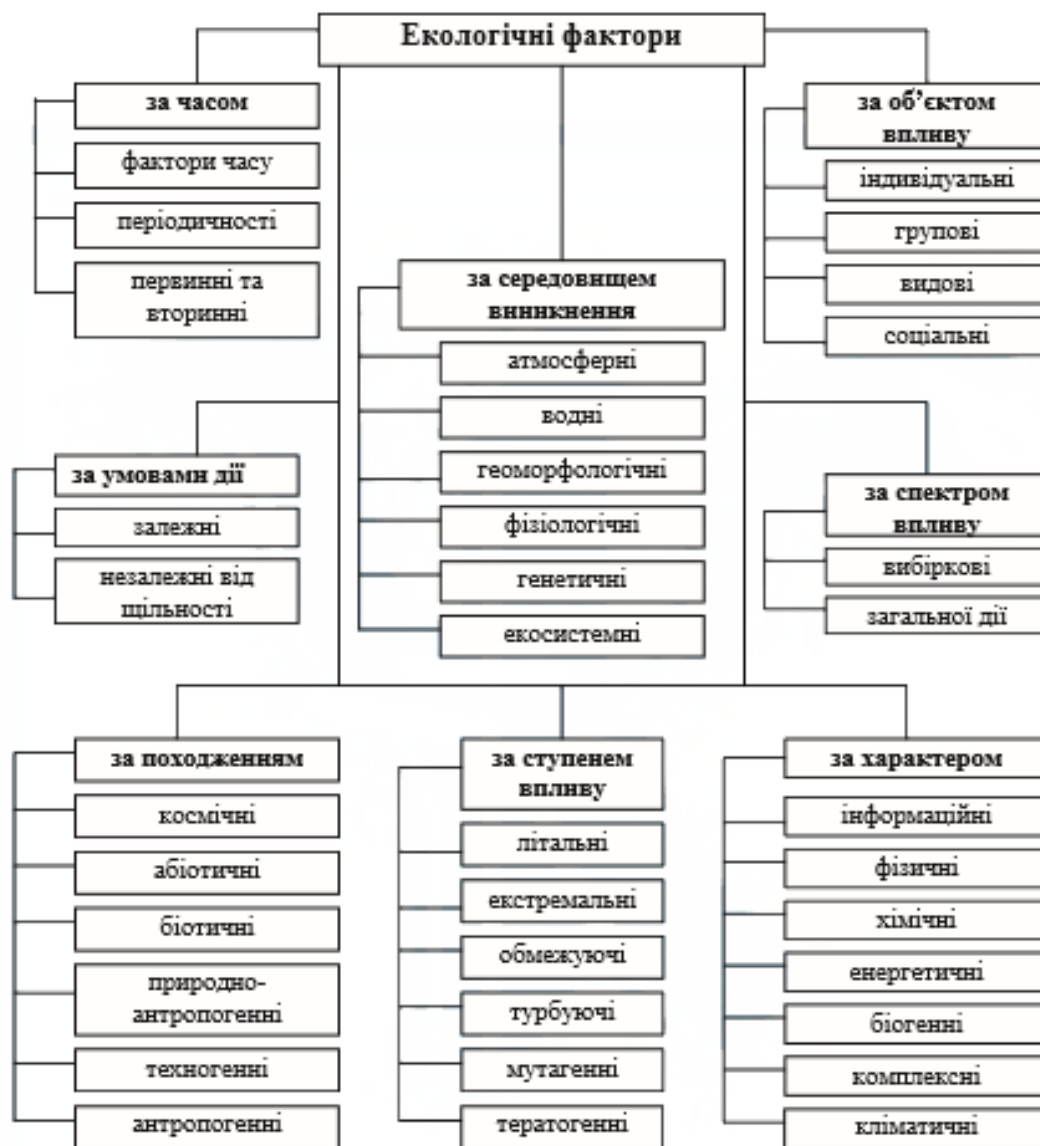 Екологічні фактори
за часом
фактори часу
періодичності
первинні та
вторинні
за об’єктом
впливу
індивідуальні
групові
видові
соціальні
за середовищем
виникнення
атмосферні
водні
геоморфологічні
фізіологічні
генетичні
екосистемні
за умовами дії
залежні
незалежні від
щільності
за спектром
впливу
вибіркові
загальної дії
за походженням
космічні
абіотичні
біотичні
природно-
антропогенні
техногенні
антропогенні
за ступенем
впливу
літальні
екстремальні
обмежуючі
турбуючі
мутагенні
тератогенні
за характером
інформаційні
фізичні
хімічні
енергетичні
біогенні
комплексні
кліматичні